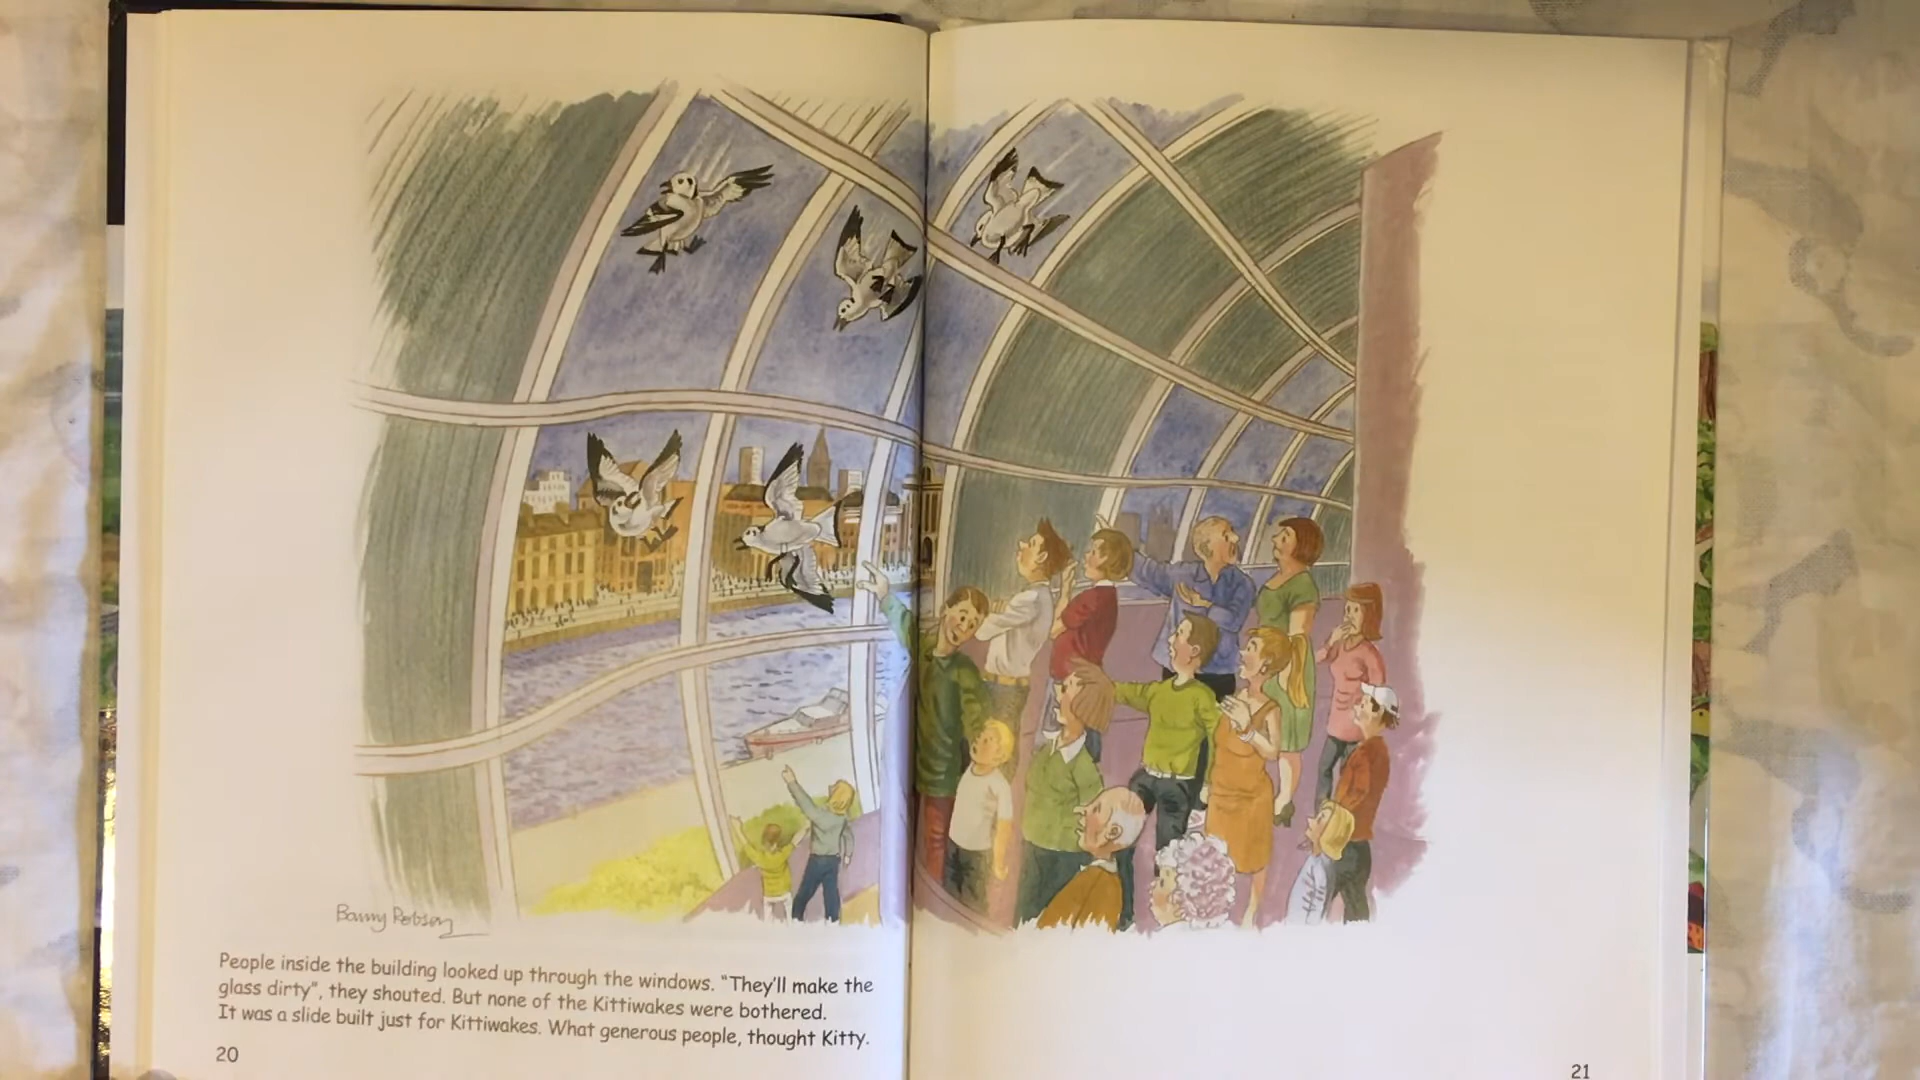 Barry Robson
People inside the building looked up through the windows. "They'll make the
glass dirty", they shouted. But none of the Kittiwakes were bothered.
It was a slide built just for Kittiwakes. What generous people, thought Kitty.
20
21